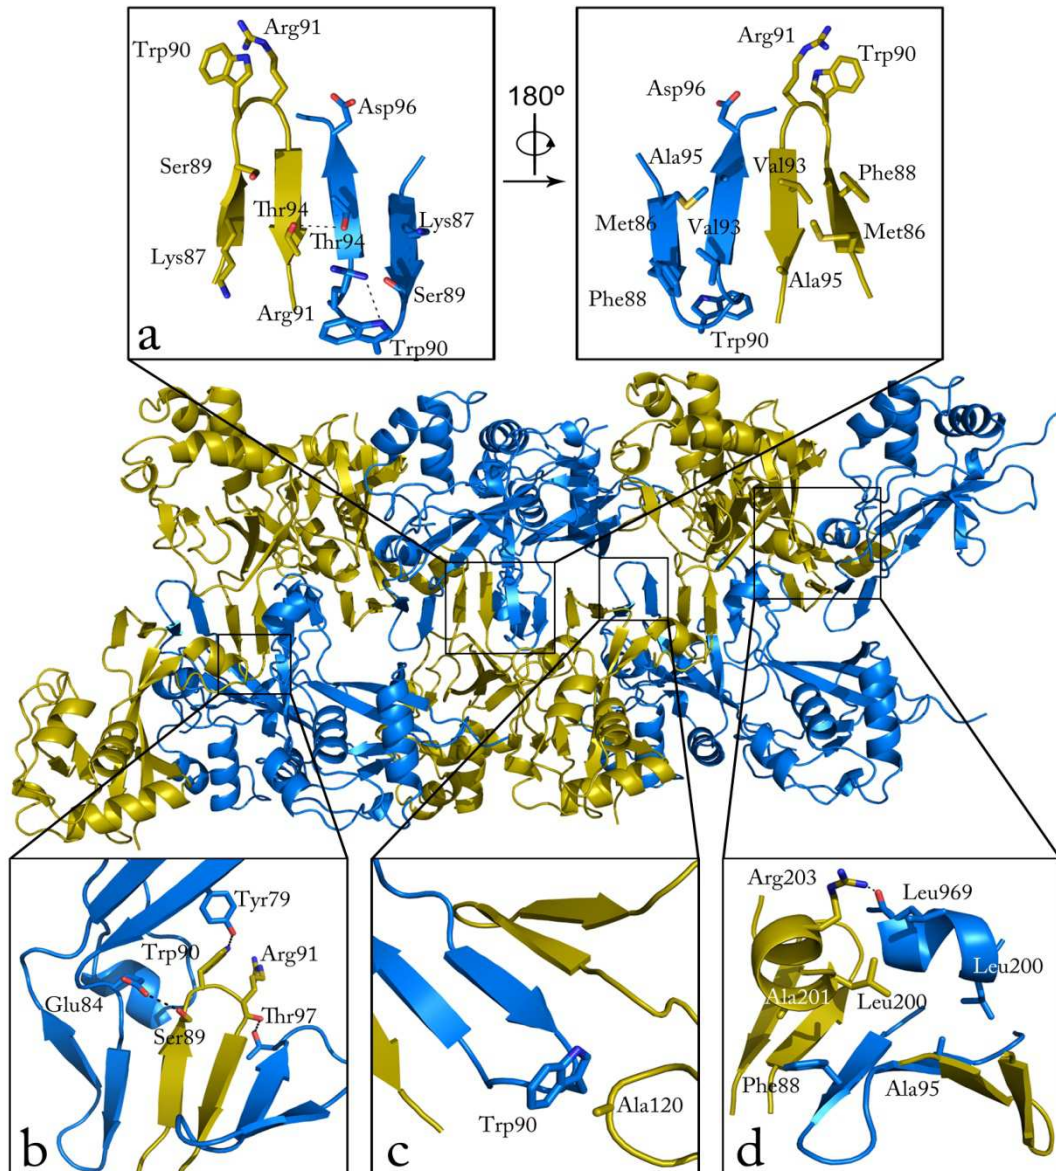 Arg91
Trp90
Asp96
Ser89
Thr94
Thr94
Lys87
Lys87
Arg91
Ser89
Trp90
a
180º
Arg91
Trp90
Asp96
Ala95
Val93
Phe88
Met86
Val93
Met86
Phe88
Ala95
Trp90
Tyr79
Trp90
Arg91
Glu84
Ser89
Thr97
b
Trp90
Ala120
c
Arg203
Leu969
Leu200
Ala201
Leu200
Phe88
Ala95
d